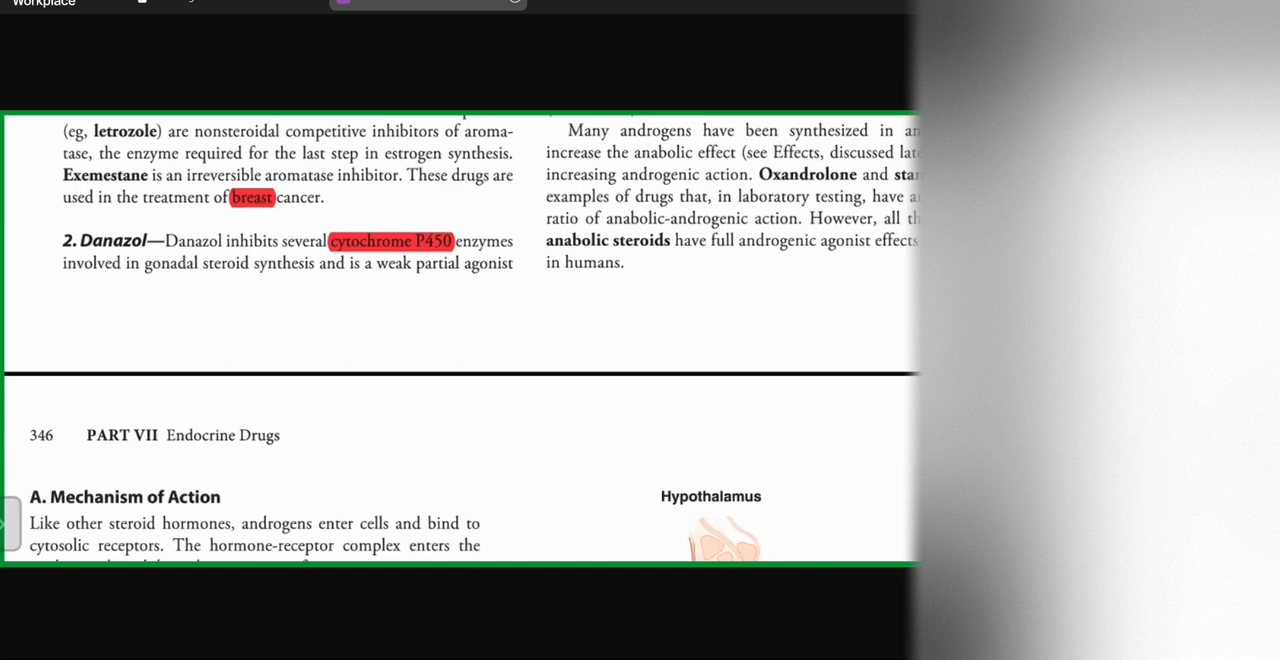 Workplace
(eg, letrozole) are nonsteroidal competitive inhibitors of aroma-
tase, the enzyme required for the last step in estrogen synthesis.
Exemestane is an irreversible aromatase inhibitor. These drugs are
used in the treatment of breast cancer.
2. Danazol—Danazol inhibits several cytochrome P450 enzymes
involved in gonadal steroid synthesis and is a weak partial agonist
Many androgens have been synthesized in an
increase the anabolic effect (see Effects, discussed
increasing androgenic action. Oxandrolone and
examples of drugs that, in laboratory testing, have
ratio of anabolic-androgenic action. However, all
anabolic steroids have full androgenic agonist effects
in humans.
346 PART VII Endocrine Drugs
A. Mechanism of Action
Like other steroid hormones, androgens enter cells and bind to
cytosolic receptors. The hormone-receptor complex enters the
Hypothalamus